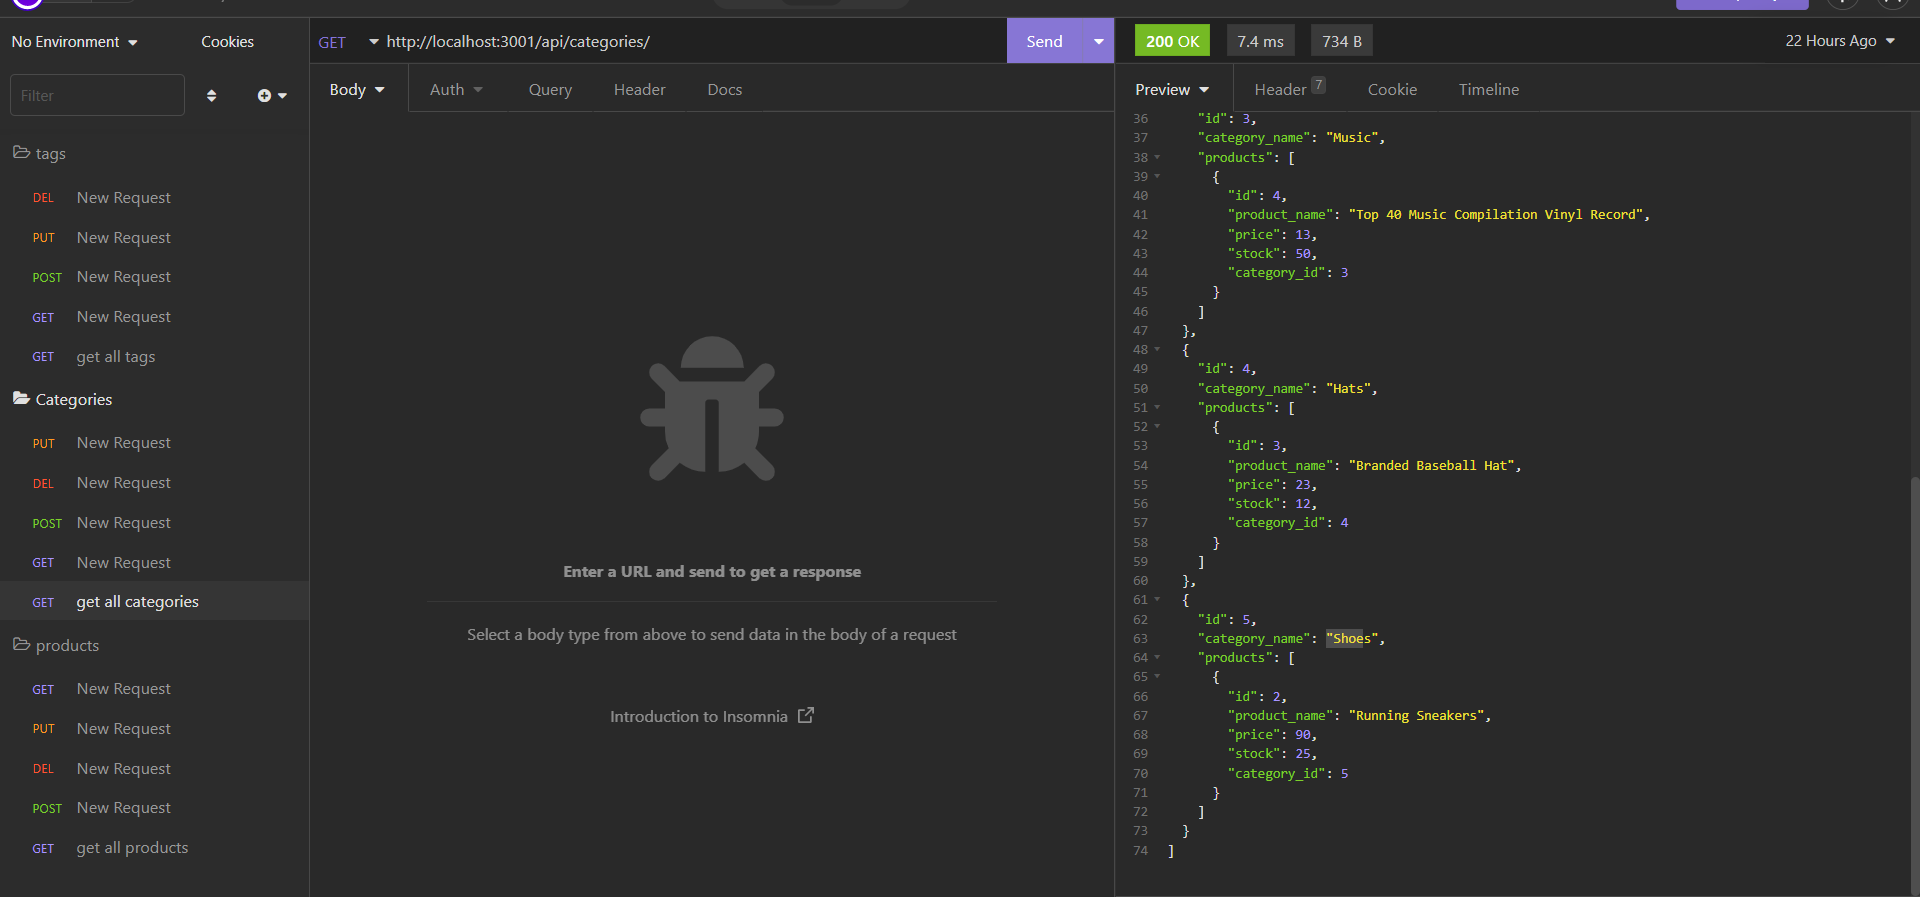 No Environment
Cookies
GET
http://localhost:3001/api/categories/
Send
200 OK
7.4 ms
734 B
22 Hours Ago
Filter
Body
Auth
Query
Header
Docs
Preview
Header 7
Cookie
Timeline
tags
DEL New Request
PUT New Request
POST New Request
GET New Request
GET get all tags
Categories
PUT New Request
DEL New Request
POST New Request
GET New Request
GET get all categories
products
GET New Request
PUT New Request
DEL New Request
POST New Request
GET get all products
Enter a URL and send to get a response
Select a body type from above to send data in the body of a request
Introduction to Insomnia
36 "id": 3,
37 "category_name": "Music",
38 "products": [
39 {
40 "id": 4,
41 "product_name": "Top 40 Music Compilation Vinyl Record",
42 "price": 13,
43 "stock": 50,
44 "category_id": 3
45 }
46 ]
47 },
48 {
49 "id": 4,
50 "category_name": "Hats",
51 "products": [
52 {
53 "id": 3,
54 "product_name": "Branded Baseball Hat",
55 "price": 23,
56 "stock": 12,
57 "category_id": 4
58 }
59 ]
60 },
61 {
62 "id": 5,
63 "category_name": "Shoes",
64 "products": [
65 {
66 "id": 2,
67 "product_name": "Running Sneakers",
68 "price": 90,
69 "stock": 25,
70 "category_id": 5
71 }
72 ]
73 }
74 ]